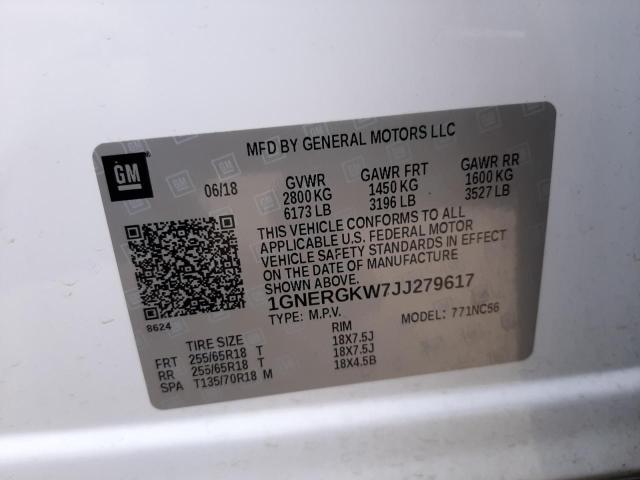 MFD BY GENERAL MOTORS LLC
GM
06/18 GVWR GAWR FRT GAWR RR
2800 KG 1450 KG 1600 KG
6173 LB 3196 LB 3527 LB
THIS VEHICLE CONFORMS TO ALL
APPLICABLE U.S. FEDERAL MOTOR
VEHICLE SAFETY STANDARDS IN EFFECT
ON THE DATE OF MANUFACTURE
SHOWN ABOVE.
1GNERGKW7JJ279617
8624
TYPE: M.P.V. MODEL: 771NC56
TIRE SIZE RIM
FRT 255/65R18 T 18X7.5J
RR 255/65R18 T 18X7.5J
SPA T135/70R18 M 18X4.5B